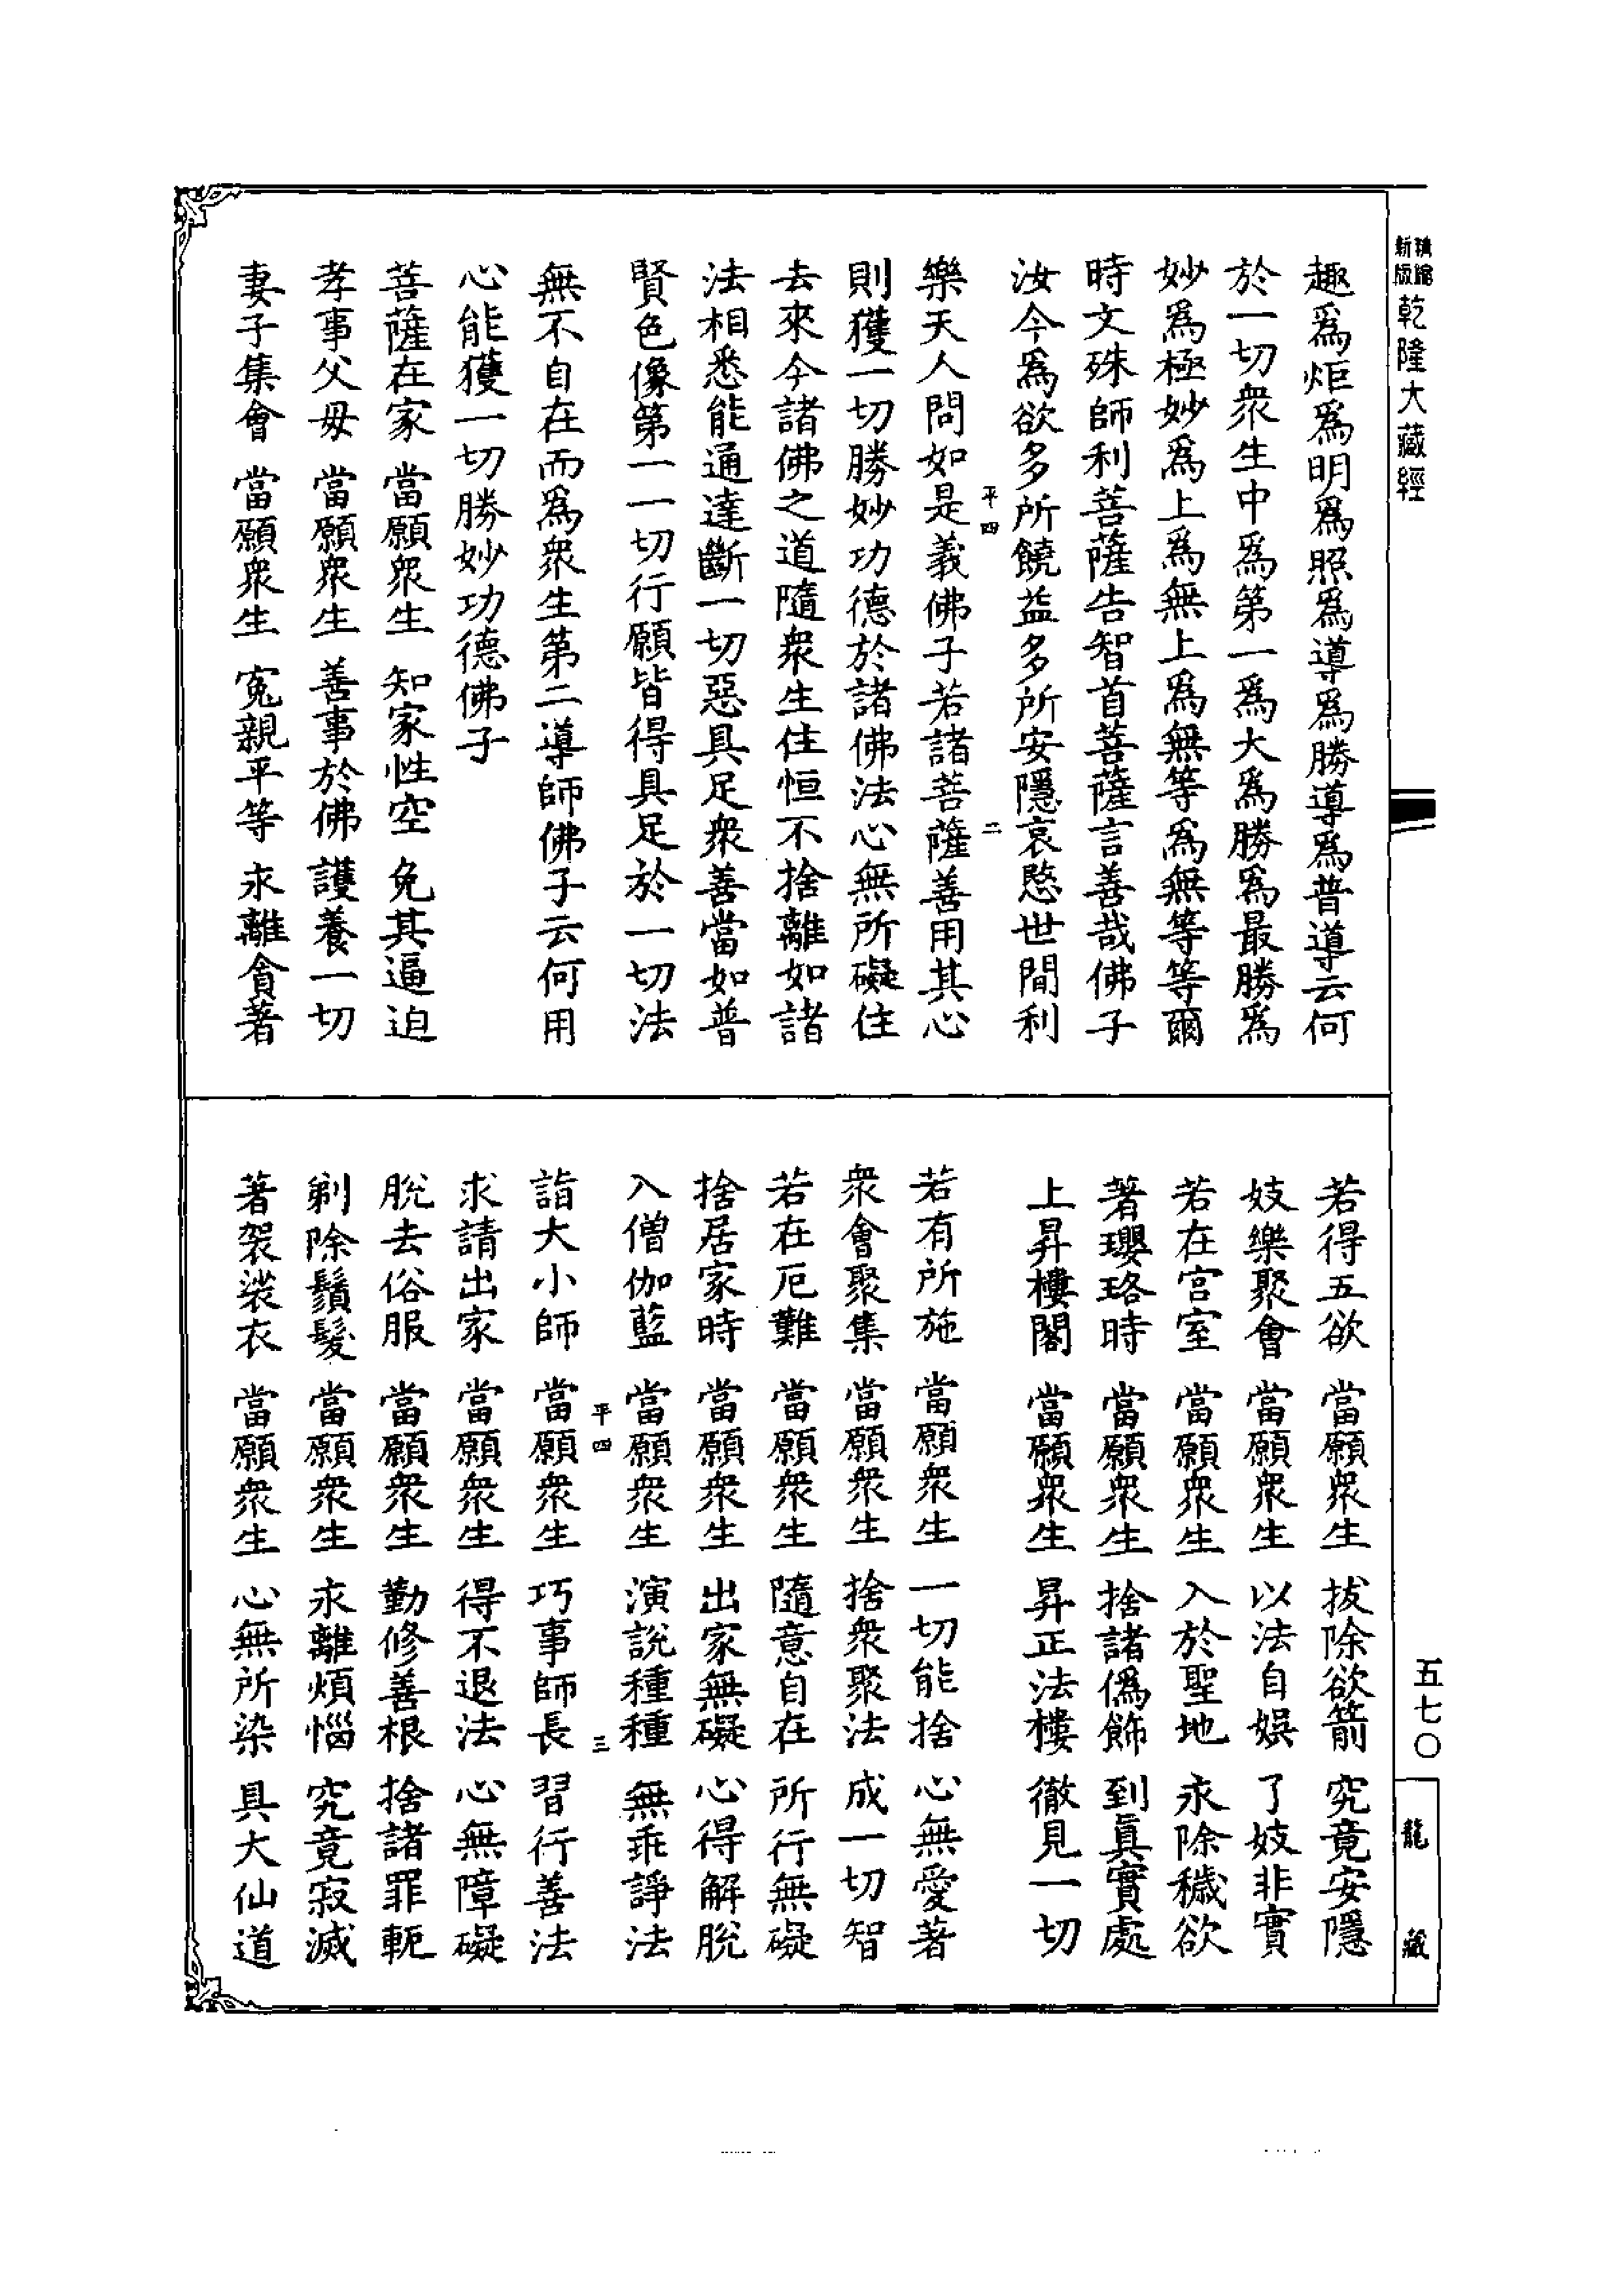 精縮新版乾隆大藏經
趣爲炬爲明爲照爲導爲勝導爲普導云何
於一切衆生中爲第一爲大爲勝爲最勝爲
妙爲極妙爲上爲無上爲無等爲無等等爾
時文殊師利菩薩告智首菩薩言善哉佛子
汝今爲欲多所饒益多所安隱哀愍世間利
平四 二
樂天人問如是義佛子若諸菩薩善用其心
則獲一切勝妙功德於諸佛法心無所礙住
去來今諸佛之道隨衆生住恒不捨離如諸
法相悉能通達斷一切惡具足衆善當如普
賢色像第一一切行願皆得具足於一切法
無不自在而爲衆生第二導師佛子云何用
心能獲一切勝妙功德佛子
菩薩在家 當願衆生 知家性空 免其逼迫
孝事父母 當願衆生 善事於佛 護養一切
妻子集會 當願衆生 寃親平等 永離貪著
若得五欲 當願衆生 拔除欲箭 究竟安隱
妓樂聚會 當願衆生 以法自娛 了妓非實
若在宫室 當願衆生 入於聖地 永除穢欲
著瓔珞時 當願衆生 捨諸僞飾 到眞實處
上昇樓閣 當願衆生 昇正法樓 徹見一切
若有所施 當願衆生 一切能捨 心無愛著
衆會聚集 當願衆生 捨衆聚法 成一切智
若在厄難 當願衆生 隨意自在 所行無礙
捨居家時 當願衆生 出家無礙 心得解脫
入僧伽藍 當願衆生 演說種種 無乖諍法
平四 三
詣大小師 當願衆生 巧事師長 習行善法
求請出家 當願衆生 得不退法 心無障礙
脫去俗服 當願衆生 勤修善根 捨諸罪軛
剃除鬚髮 當願衆生 永離煩惱 究竟寂滅
著袈裟衣 當願衆生 心無所染 具大仙道
五七〇
龍藏